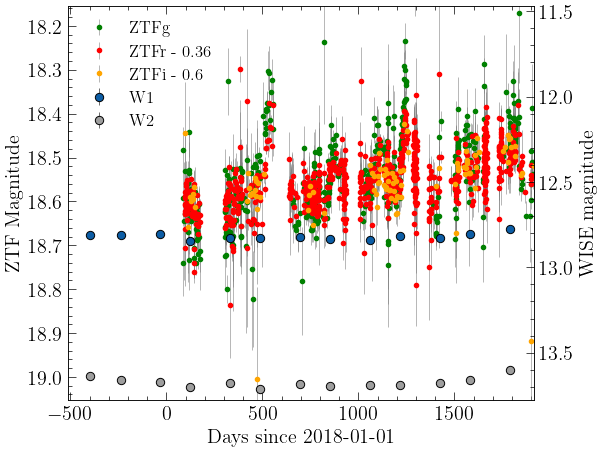 18.2
18.3
18.4
18.5
18.6
18.7
18.8
18.9
19.0
ZTF Magnitude
ZTFg
ZTFr - 0.36
ZTFi - 0.6
W1
W2
11.5
12.0
12.5
13.0
13.5
WISE magnitude
−500
0
500
1000
1500
Days since 2018-01-01